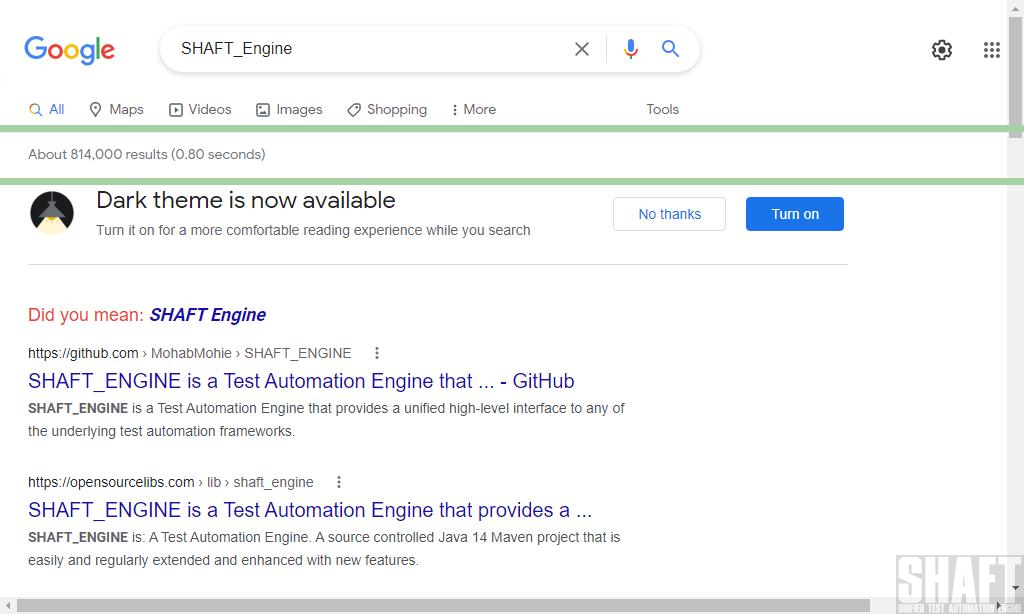 Google
SHAFT_Engine
All Maps Videos Images Shopping More Tools
About 814,000 results (0.80 seconds)
Dark theme is now available
Turn it on for a more comfortable reading experience while you search
No thanks
Turn on
Did you mean: SHAFT Engine
https://github.com › MohabMohie › SHAFT_ENGINE
SHAFT_ENGINE is a Test Automation Engine that ... - GitHub
SHAFT_ENGINE is a Test Automation Engine that provides a unified high-level interface to any of
the underlying test automation frameworks.
https://opensourcelibs.com › lib › shaft_engine
SHAFT_ENGINE is a Test Automation Engine that provides a ...
SHAFT_ENGINE is: A Test Automation Engine. A source controlled Java 14 Maven project that is
easily and regularly extended and enhanced with new features.
SHAFT
UNIFIED TEST AUTOMATION